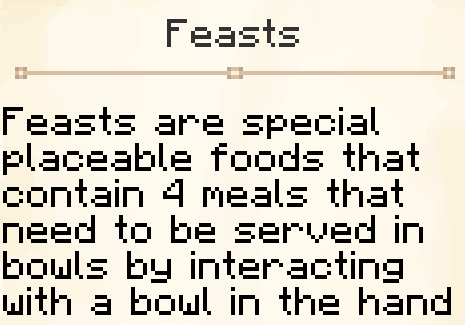 Feasts
Feasts are special
placeable foods that
contain 4 meals that
need to be served in
bowls by interacting
with a bowl in the hand